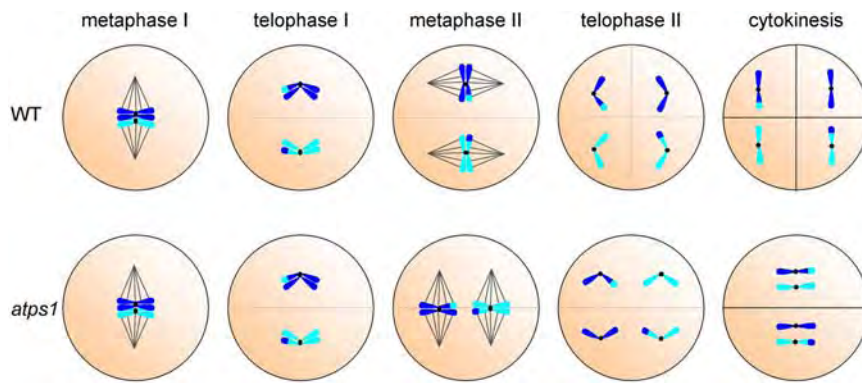 metaphase I telophase I metaphase II telophase II cytokinesis
WT
atps1